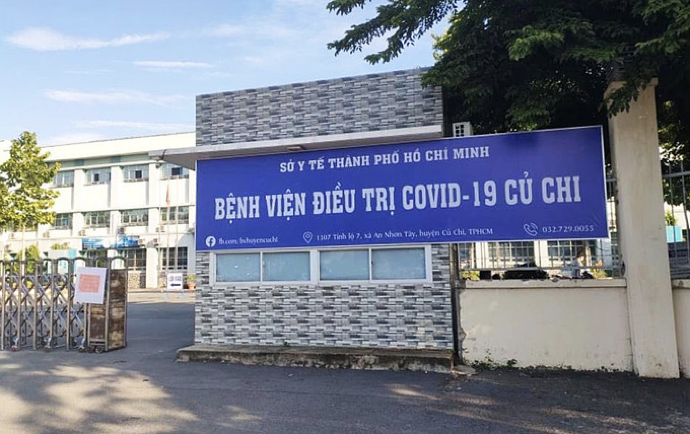 SỞ Y TẾ THÀNH PHỐ HỒ CHÍ MINH
BỆNH VIỆN ĐIỀU TRỊ COVID-19 CỦ CHI
fb.com/bvhuyencuchi
1307 Tỉnh lộ 7, xã An Nhơn Tây, huyện Củ Chi, TPHCM
032.729.0055